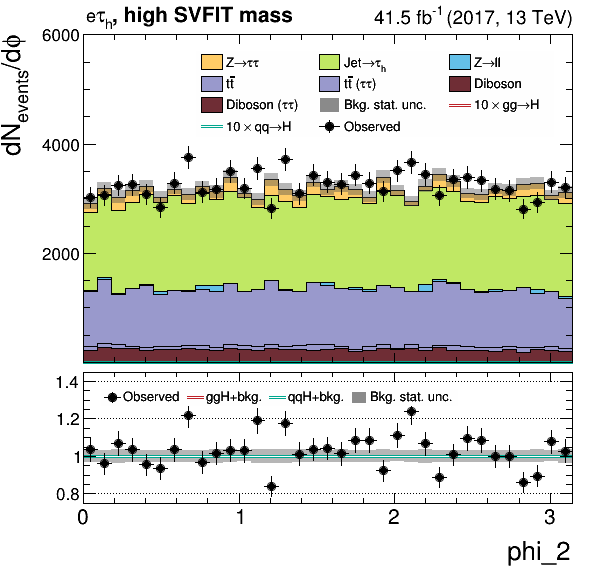 eτh, high SVFIT mass 41.5 fb⁻¹ (2017, 13 TeV)
dNevents/dϕ
6000
4000
2000
Z→ττ Jet→τh Z→ll
tt̄ tt̄ (ττ) Diboson
Diboson (ττ) Bkg. stat. unc. 10 × gg→H
10 × qq→H Observed
1.4
1.2
1
0.8
Observed ggH+bkg. qqH+bkg. Bkg. stat. unc.
0 1 2 3
phi_2